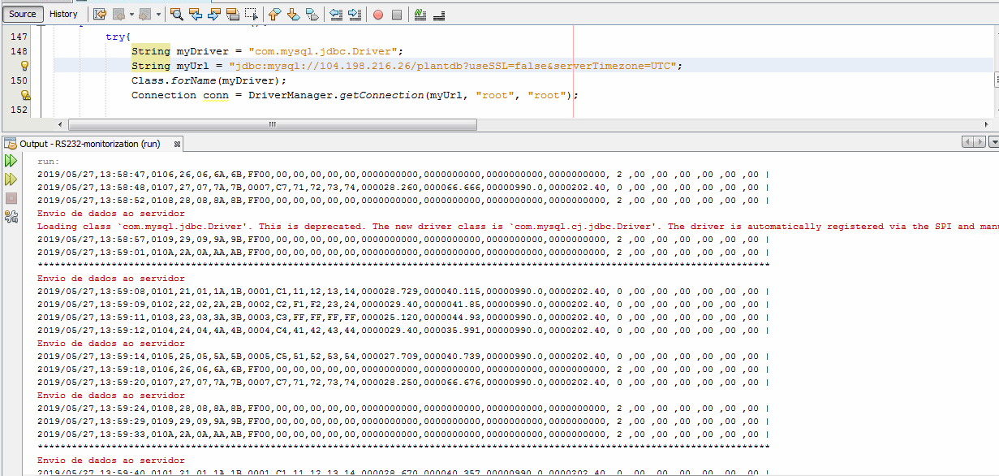 Source History
147 try{
148 String myDriver = "com.mysql.jdbc.Driver";
String myUrl = "jdbc:mysql://104.198.216.26/plantdb?useSSL=false&serverTimezone=UTC";
150 Class.forName(myDriver);
Connection conn = DriverManager.getConnection(myUrl, "root", "root");
152
Output - RS232-monitorization (run)
run:
2019/05/27,13:58:47,0106,26,06,6A,6B,FF00,00,00,00,00,00,0000000000,0000000000,0000000000,0000000000, 2 ,00 ,00 ,00 ,00 ,00 ,00 |
2019/05/27,13:58:48,0107,27,07,7A,7B,0007,C7,71,72,73,74,000028.260,000066.666,00000990.0,0000202.40, 0 ,00 ,00 ,00 ,00 ,00 ,00 |
2019/05/27,13:58:52,0108,28,08,8A,8B,FF00,00,00,00,00,00,0000000000,0000000000,0000000000,0000000000, 2 ,00 ,00 ,00 ,00 ,00 ,00 |
Envio de dados ao servidor
Loading class `com.mysql.jdbc.Driver'. This is deprecated. The new driver class is `com.mysql.cj.jdbc.Driver'. The driver is automatically registered via the SPI and
2019/05/27,13:58:57,0109,29,09,9A,9B,FF00,00,00,00,00,00,0000000000,0000000000,0000000000,0000000000, 2 ,00 ,00 ,00 ,00 ,00 ,00 |
2019/05/27,13:59:01,010A,2A,0A,AA,AB,FF00,00,00,00,00,00,0000000000,0000000000,0000000000,0000000000, 2 ,00 ,00 ,00 ,00 ,00 ,00 |
*********************************************************************************************************************************
Envio de dados ao servidor
2019/05/27,13:59:08,0101,21,01,1A,1B,0001,C1,11,12,13,14,000028.729,000040.115,00000990.0,0000202.40, 0 ,00 ,00 ,00 ,00 ,00 ,00 |
2019/05/27,13:59:09,0102,22,02,2A,2B,0002,C2,F1,F2,23,24,0000029.40,0000041.85,00000990.0,0000202.40, 0 ,00 ,00 ,00 ,00 ,00 ,00 |
2019/05/27,13:59:11,0103,23,03,3A,3B,0003,C3,FF,FF,FF,FF,000025.120,0000044.93,00000990.0,0000202.40, 0 ,00 ,00 ,00 ,00 ,00 ,00 |
2019/05/27,13:59:12,0104,24,04,4A,4B,0004,C4,41,42,43,44,0000029.40,000035.991,00000990.0,0000202.40, 0 ,00 ,00 ,00 ,00 ,00 ,00 |
Envio de dados ao servidor
2019/05/27,13:59:14,0105,25,05,5A,5B,0005,C5,51,52,53,54,000027.709,000040.739,00000990.0,0000202.40, 0 ,00 ,00 ,00 ,00 ,00 ,00 |
2019/05/27,13:59:18,0106,26,06,6A,6B,FF00,00,00,00,00,00,0000000000,0000000000,0000000000,0000000000, 2 ,00 ,00 ,00 ,00 ,00 ,00 |
2019/05/27,13:59:20,0107,27,07,7A,7B,0007,C7,71,72,73,74,000028.250,000066.676,00000990.0,0000202.40, 0 ,00 ,00 ,00 ,00 ,00 ,00 |
Envio de dados ao servidor
2019/05/27,13:59:24,0108,28,08,8A,8B,FF00,00,00,00,00,00,0000000000,0000000000,0000000000,0000000000, 2 ,00 ,00 ,00 ,00 ,00 ,00 |
2019/05/27,13:59:29,0109,29,09,9A,9B,FF00,00,00,00,00,00,0000000000,0000000000,0000000000,0000000000, 2 ,00 ,00 ,00 ,00 ,00 ,00 |
2019/05/27,13:59:33,010A,2A,0A,AA,AB,FF00,00,00,00,00,00,0000000000,0000000000,0000000000,0000000000, 2 ,00 ,00 ,00 ,00 ,00 ,00 |
*********************************************************************************************************************************
Envio de dados ao servidor
2019/05/27,13:59:40,0101,21,01,1A,1B,0001,C1,11,12,13,14,000028.670,000040.357,00000990.0,0000202.40, 0 ,00 ,00 ,00 ,00 ,00 ,00 |